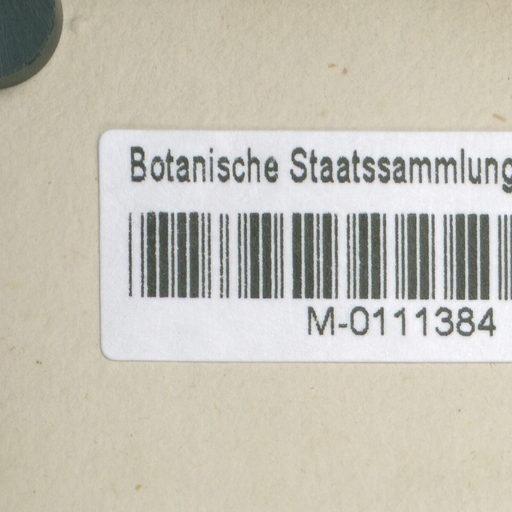 Botanische Staatssammlung
M-0111384